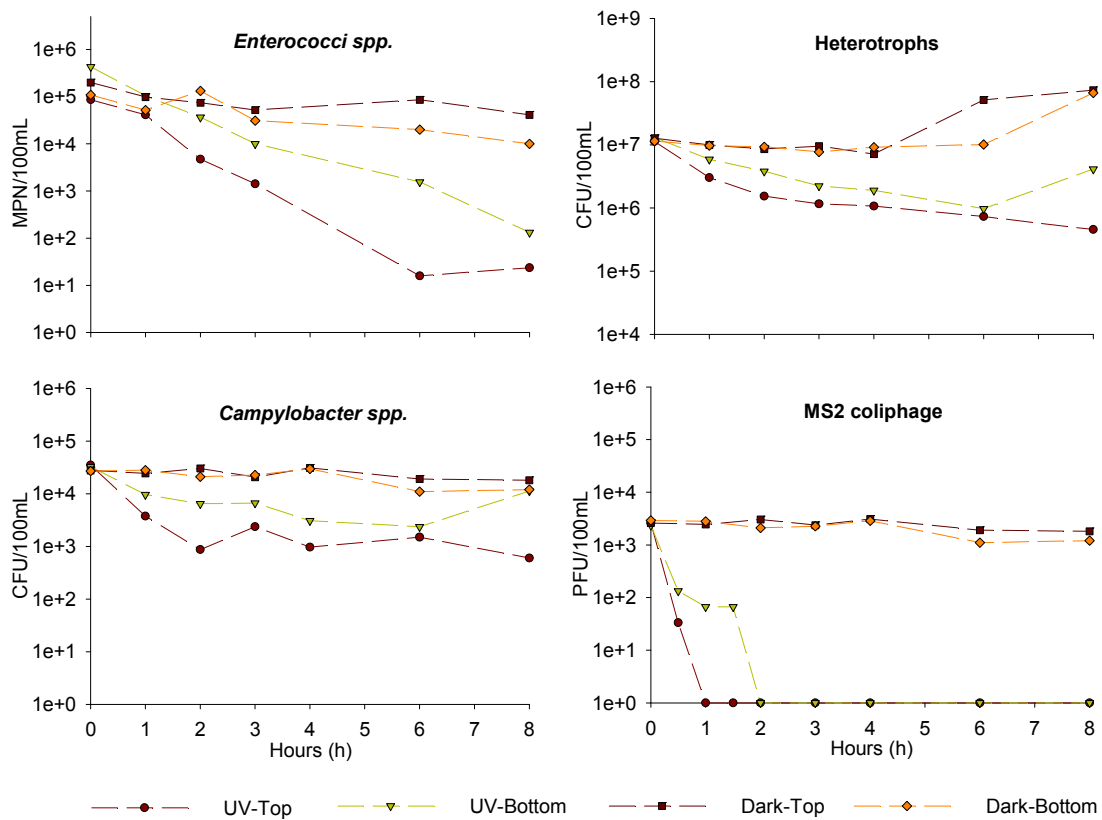 Enterococci spp.
MPN/100mL
1e+6
1e+5
1e+4
1e+3
1e+2
1e+1
1e+0
Heterotrophs
CFU/100mL
1e+9
1e+8
1e+7
1e+6
1e+5
1e+4
Campylobacter spp.
CFU/100mL
1e+6
1e+5
1e+4
1e+3
1e+2
1e+1
1e+0
0 1 2 3 4 5 6 7 8
Hours (h)
MS2 coliphage
PFU/100mL
1e+6
1e+5
1e+4
1e+3
1e+2
1e+1
1e+0
0 1 2 3 4 5 6 7 8
Hours (h)
UV-Top UV-Bottom Dark-Top Dark-Bottom